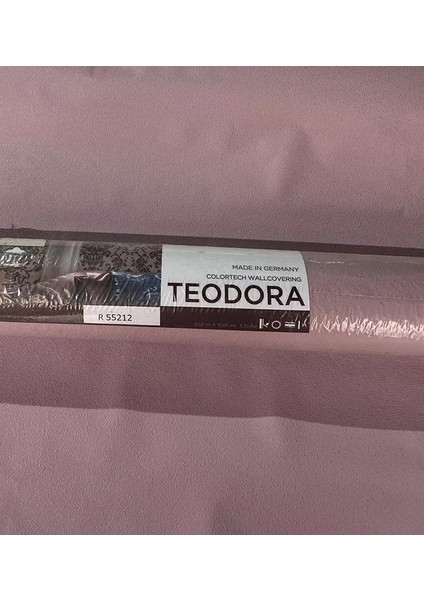 MADE IN GERMANY
COLORTECH WALLCOVERING
TEODORA
R 55212